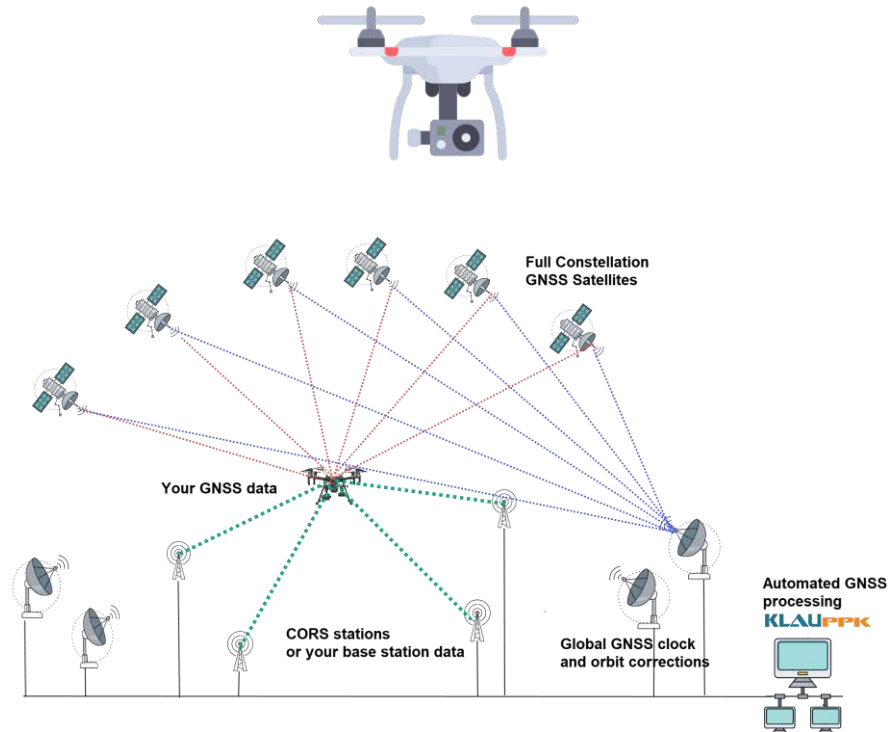 Full Constellation
GNSS Satellites
Your GNSS data
CORS stations
or your base station data
Global GNSS clock
and orbit corrections
Automated GNSS
processing
KLAUPPK